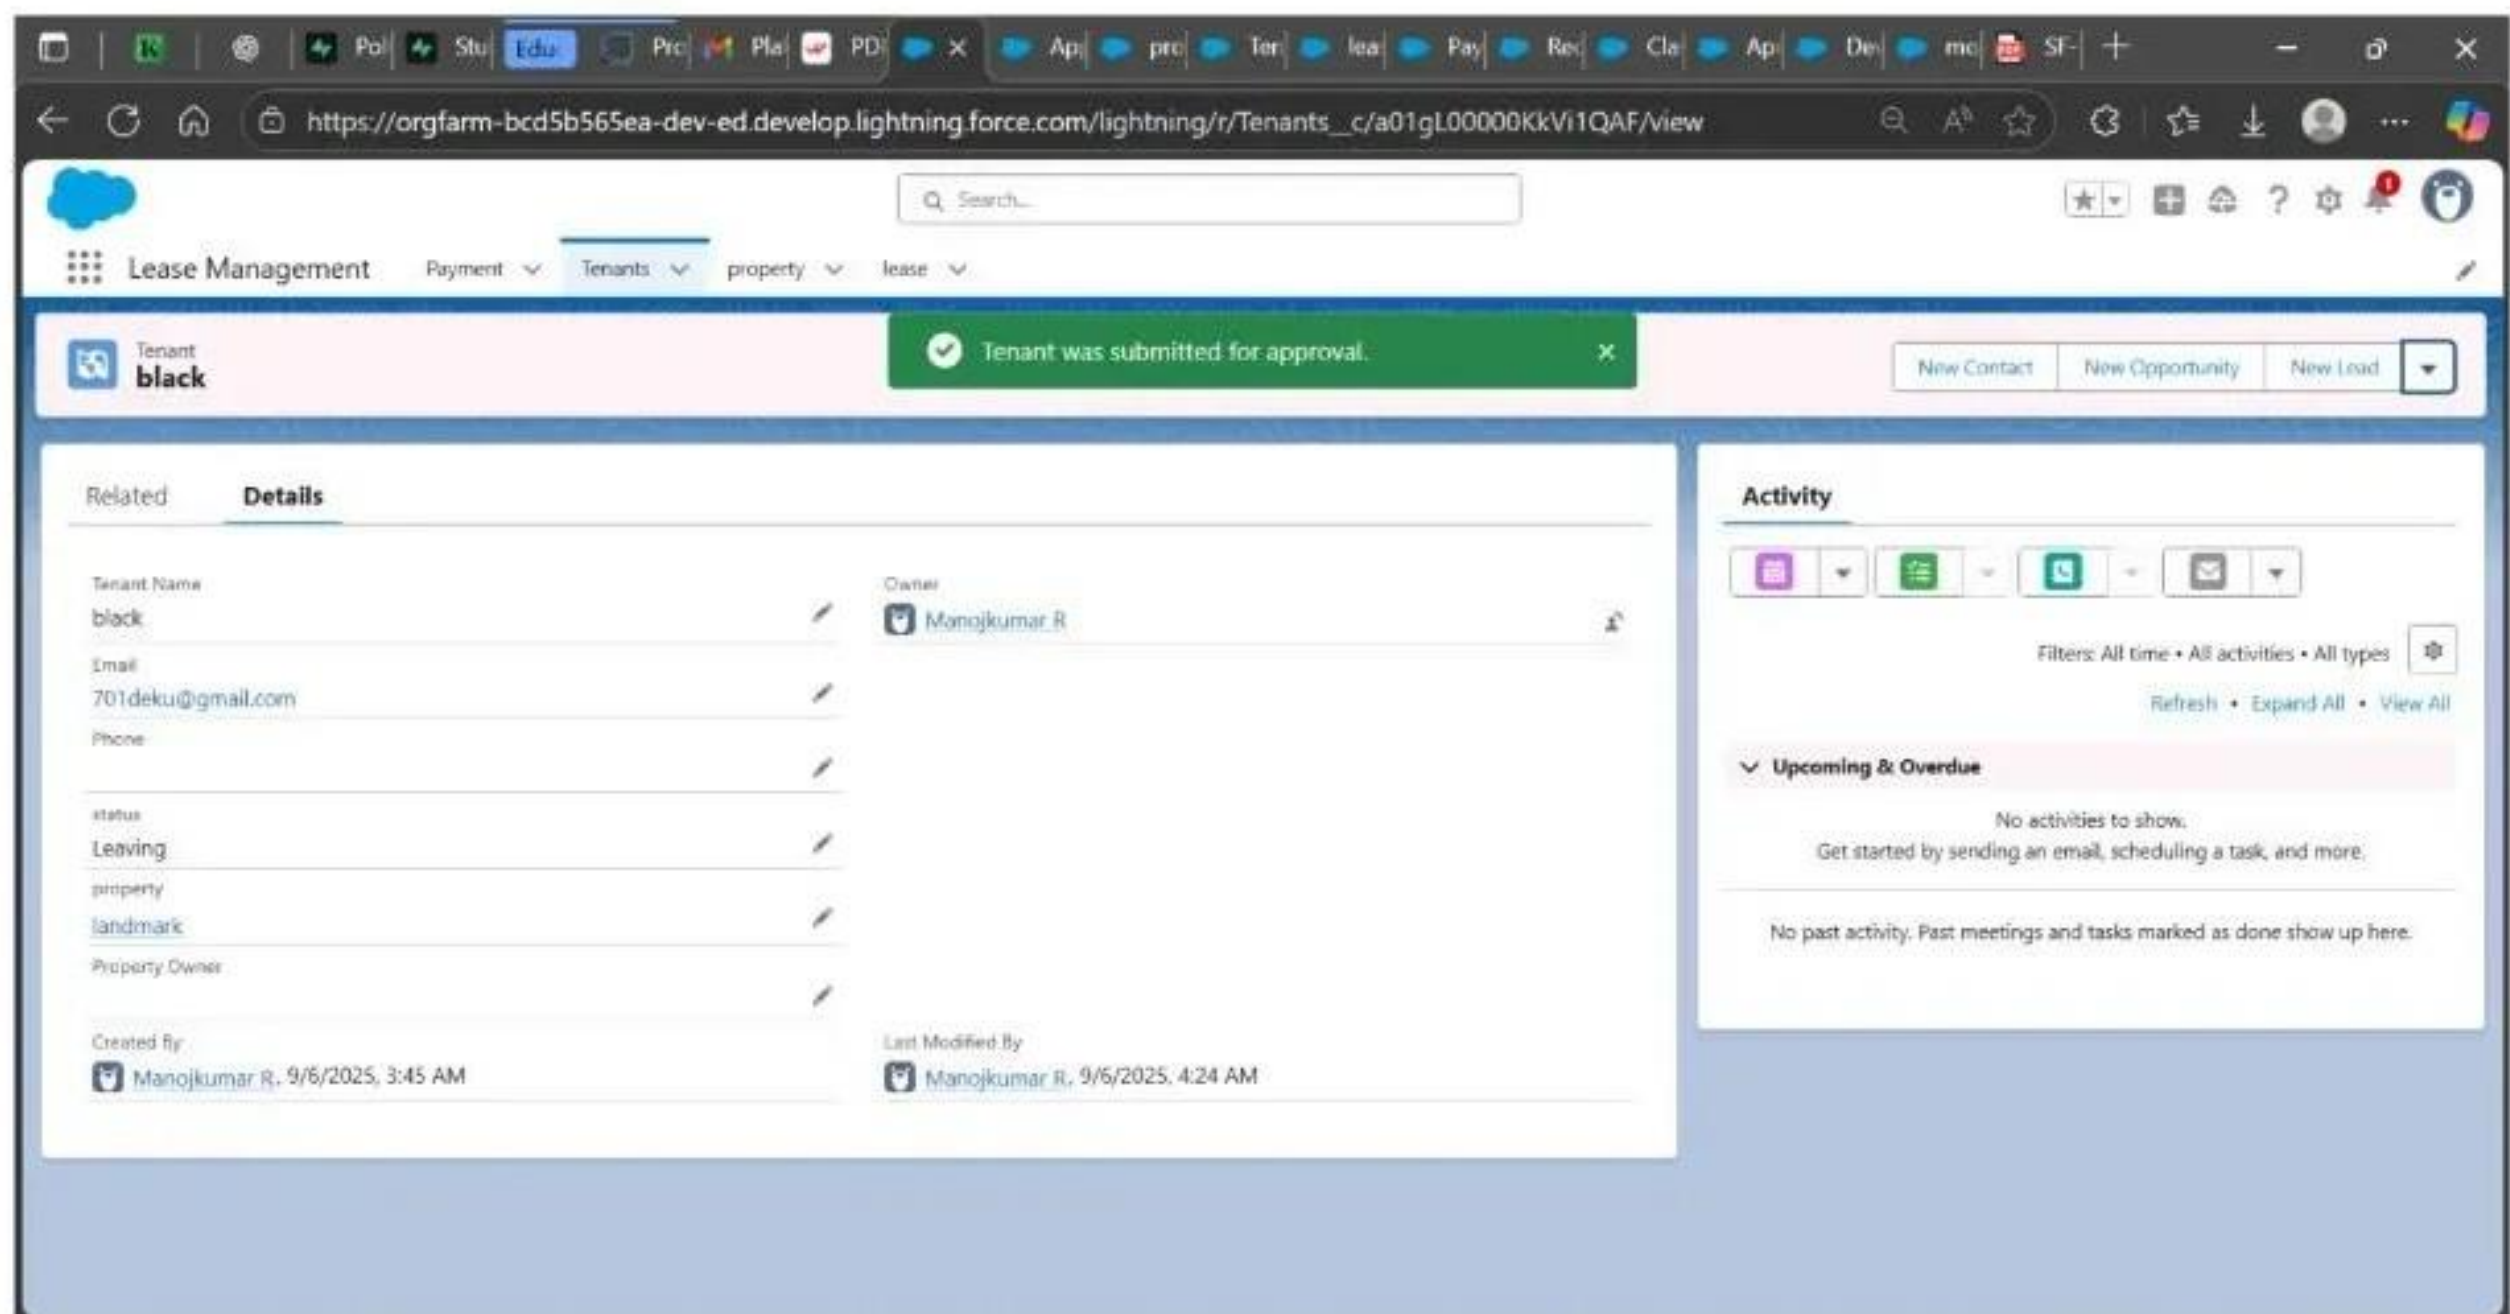 Pol Stu Edu Pro Pla PD Ap pro Ten lea Pay Rec Cla Ap De mo SF-
https://orgfarm-bcd5b565ea-dev-ed.develop.lightning.force.com/lightning/r/Tenants__c/a01gL00000KkVi1QAF/view
Search...
1
Lease Management Payment Tenants property lease
Tenant
black
Tenant was submitted for approval.
New Contact New Opportunity New Lead
Related Details
Tenant Name
black
Owner
Manojkumar R
Email
701deku@gmail.com
Phone
status
Leaving
property
landmark
Property Owner
Created By
Manojkumar R, 9/6/2025, 3:45 AM
Last Modified By
Manojkumar R, 9/6/2025, 4:24 AM
Activity
Filters: All time • All activities • All types
Refresh • Expand All • View All
Upcoming & Overdue
No activities to show.
Get started by sending an email, scheduling a task, and more.
No past activity. Past meetings and tasks marked as done show up here.